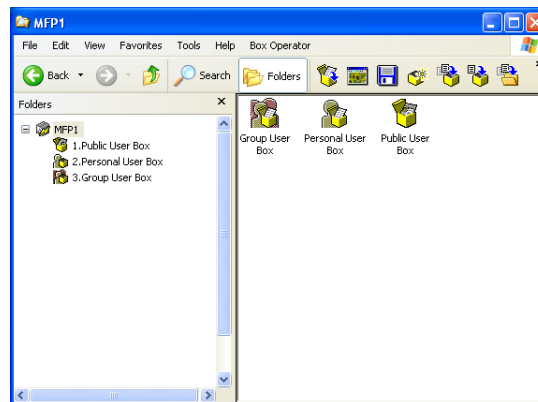 MFP1
File Edit View Favorites Tools Help Box Operator
Back Search Folders
Folders
MFP1
1.Public User Box
2.Personal User Box
3.Group User Box
Group User Box
Personal User Box
Public User Box